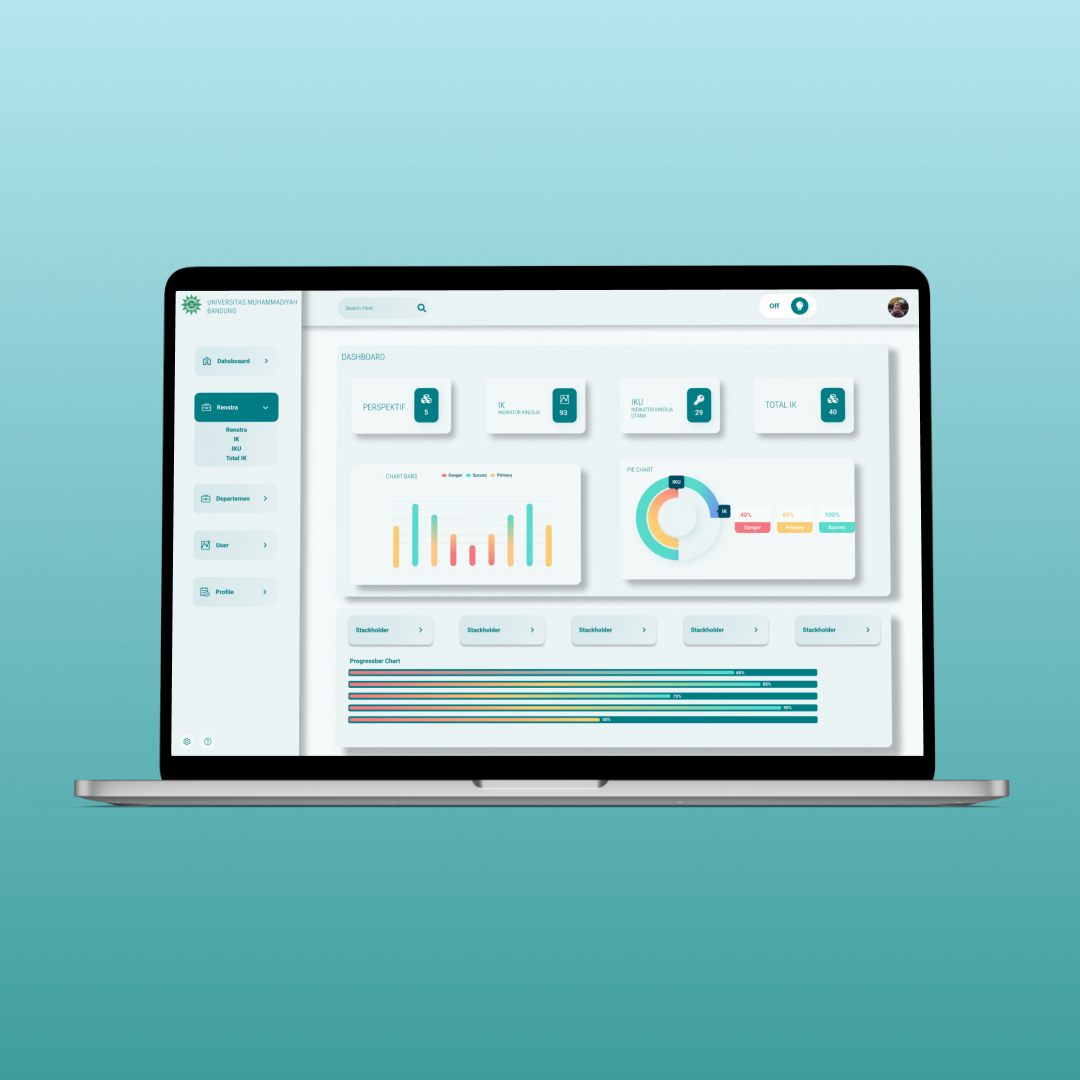 UNIVERSITAS MUHAMMADIYAH
BANDUNG
Search Here
Off
Dahsboaard
Renstra
Renstra
IK
IKU
Total IK
Departemen
User
Profile
DASHBOARD
PERSPEKTIF
5
IK
INDIKATOR KINERJA
93
IKU
INDIKATOR KINERJA
UTAMA
29
TOTAL IK
40
CHART BARS
Danger Succes Primary
PIE CHART
IKU
IK
40%
Danger
65%
Primary
100%
Succes
Stackholder
Stackholder
Stackholder
Stackholder
Stackholder
Progressbar Chart
80%
85%
70%
90%
50%